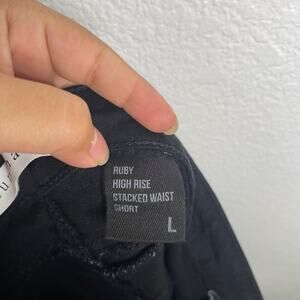 RUBY
HIGH RISE
STACKED WAIST
SHORT
L